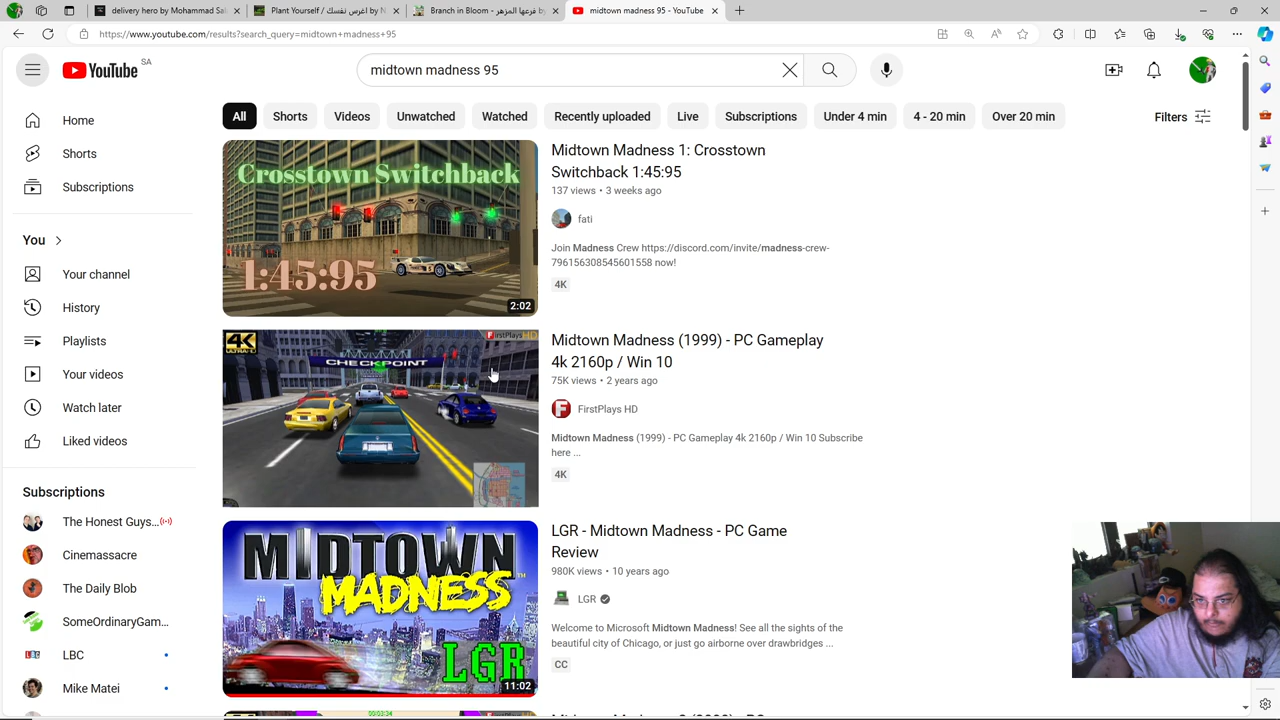 delivery hero by Mohammad Sak
Plant Yourself / أغرس نفسك by N
Branch in Bloom - فرعها المزهر by
midtown madness 95 - YouTube
https://www.youtube.com/results?search_query=midtown+madness+95
YouTube SA
midtown madness 95
All Shorts Videos Unwatched Watched Recently uploaded Live Subscriptions Under 4 min 4 - 20 min Over 20 min Filters
Home
Shorts
Subscriptions
You
Your channel
History
Playlists
Your videos
Watch later
Liked videos
Subscriptions
The Honest Guys...
Cinemassacre
The Daily Blob
SomeOrdinaryGam...
LBC
Mike Matei
Crosstown Switchback
1:45:95
2:02
Midtown Madness 1: Crosstown
Switchback 1:45:95
137 views • 3 weeks ago
fati
Join Madness Crew https://discord.com/invite/madness-crew-
796156308545601558 now!
4K
4K
ULTRA HD
FirstPlays HD
CHECKPOINT
Midtown Madness (1999) - PC Gameplay
4k 2160p / Win 10
75K views • 2 years ago
FirstPlays HD
Midtown Madness (1999) - PC Gameplay 4k 2160p / Win 10 Subscribe
here ...
4K
MIDTOWN
MADNESS
LGR
11:02
LGR - Midtown Madness - PC Game
Review
980K views • 10 years ago
LGR
Welcome to Microsoft Midtown Madness! See all the sights of the
beautiful city of Chicago, or just go airborne over drawbridges ...
CC